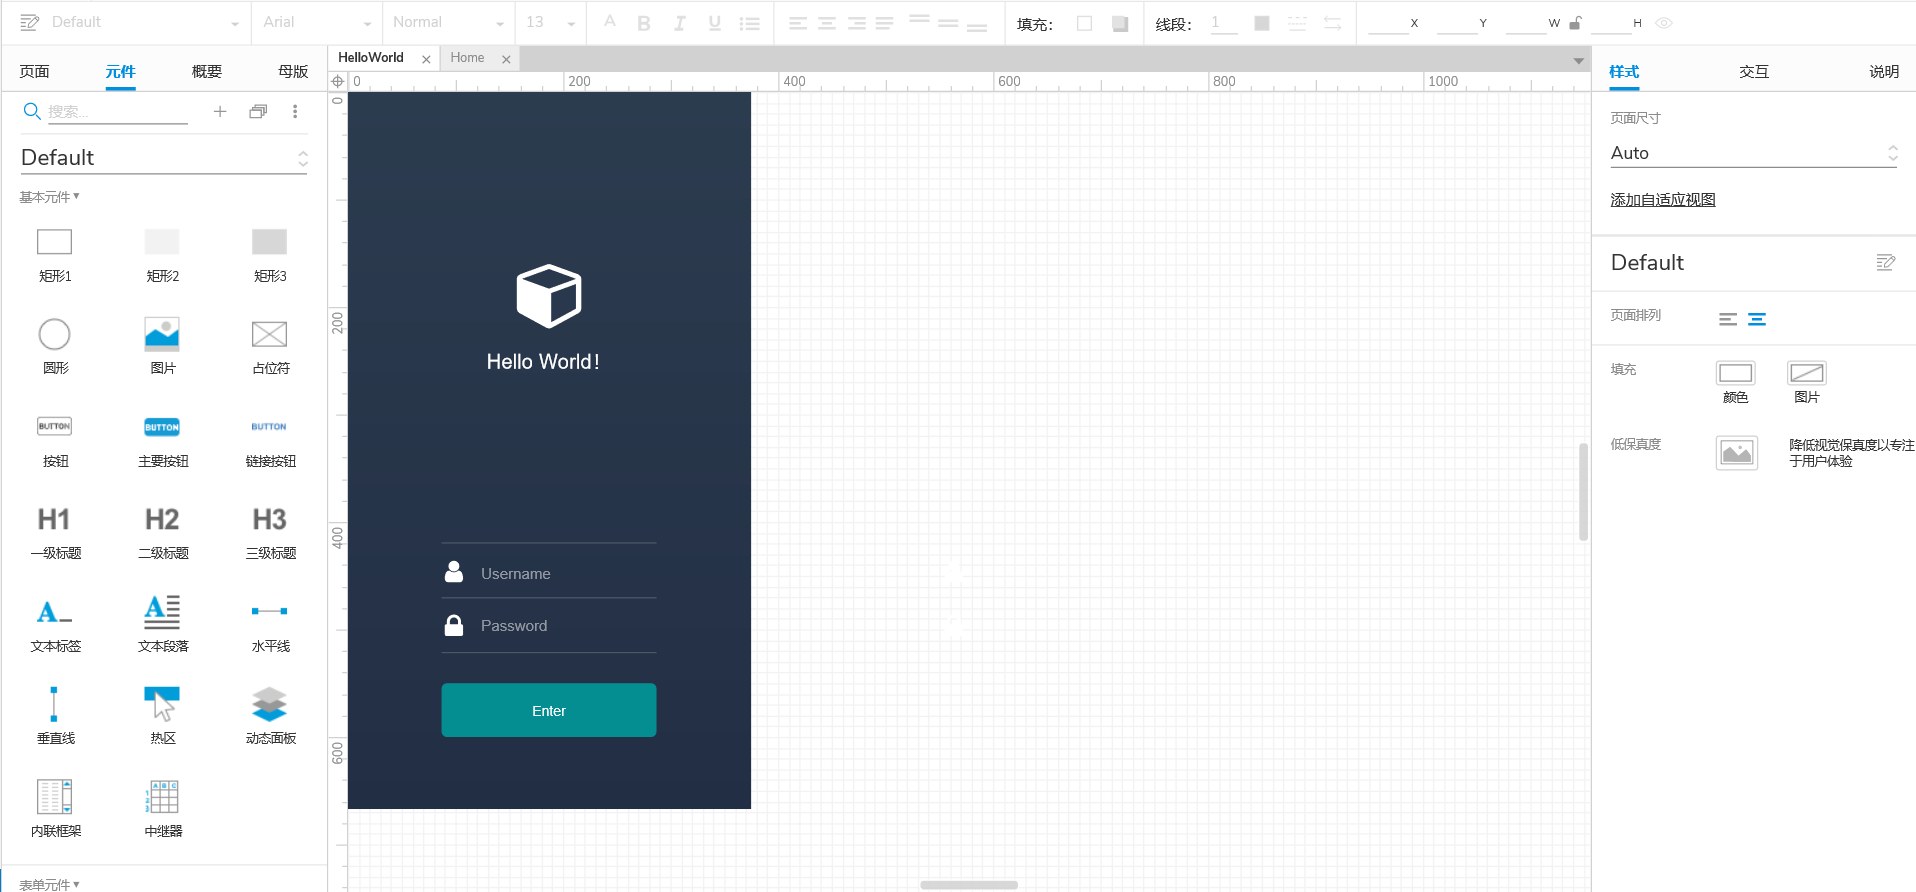 Default Arial Normal 13 A B I U 填充： 线段： 1 X Y W H
页面 元件 概要 母版
搜索...
Default
基本元件
矩形1 矩形2 矩形3
圆形 图片 占位符
BUTTON BUTTON BUTTON
按钮 主要按钮 链接按钮
H1 H2 H3
一级标题 二级标题 三级标题
A A
文本标签 文本段落 水平线
垂直线 热区 动态面板
A B C
1
2
3
内联框架 中继器
表单元件
HelloWorld Home
0 200 400 600 800 1000
0
200
400
600
Hello World！
Username
Password
Enter
样式 交互 说明
页面尺寸
Auto
添加自适应视图
Default
页面排列
填充
颜色 图片
低保真度
降低视觉保真度以专注
于用户体验